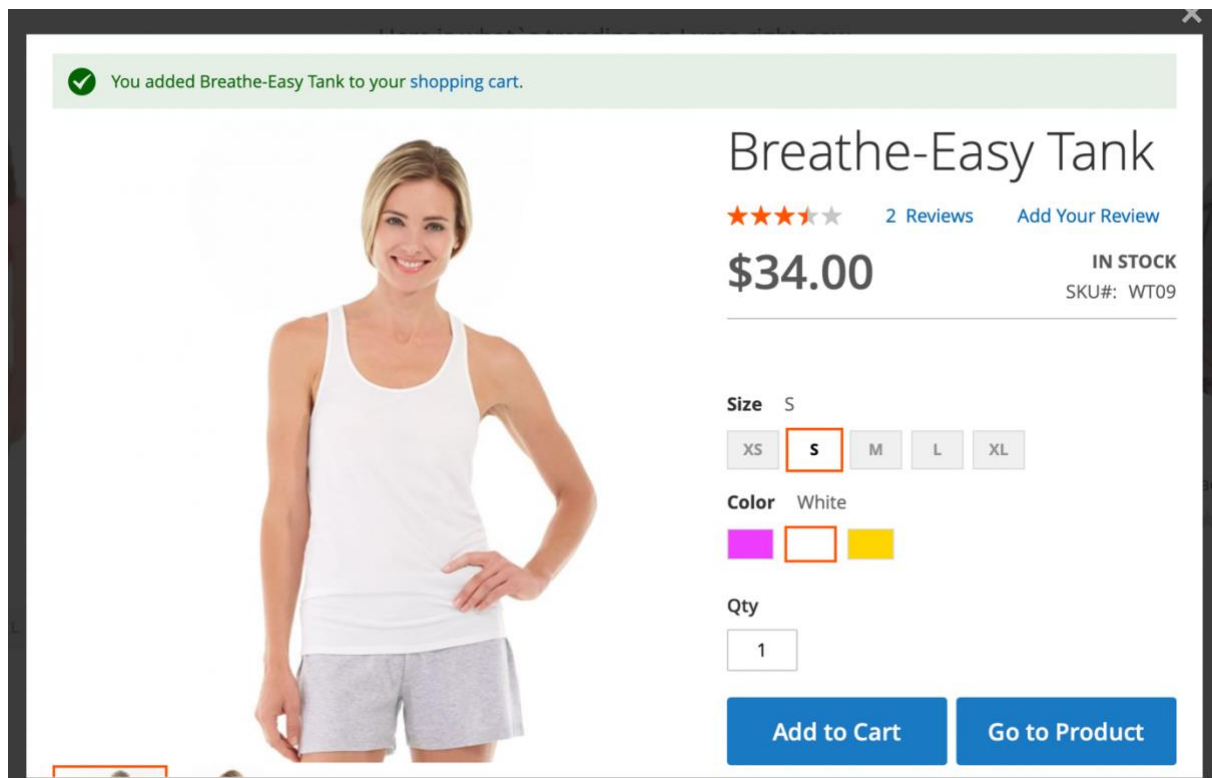 You added Breathe-Easy Tank to your shopping cart.
Breathe-Easy Tank
2 Reviews Add Your Review
$34.00
IN STOCK
SKU#: WT09
Size S
XS S M L XL
Color White
Qty
1
Add to Cart Go to Product